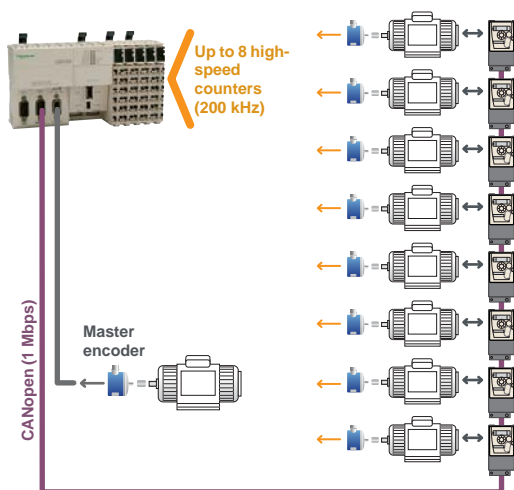 Up to 8 high-
speed
counters
(200 kHz)
Master
encoder
CANopen (1 Mbps)